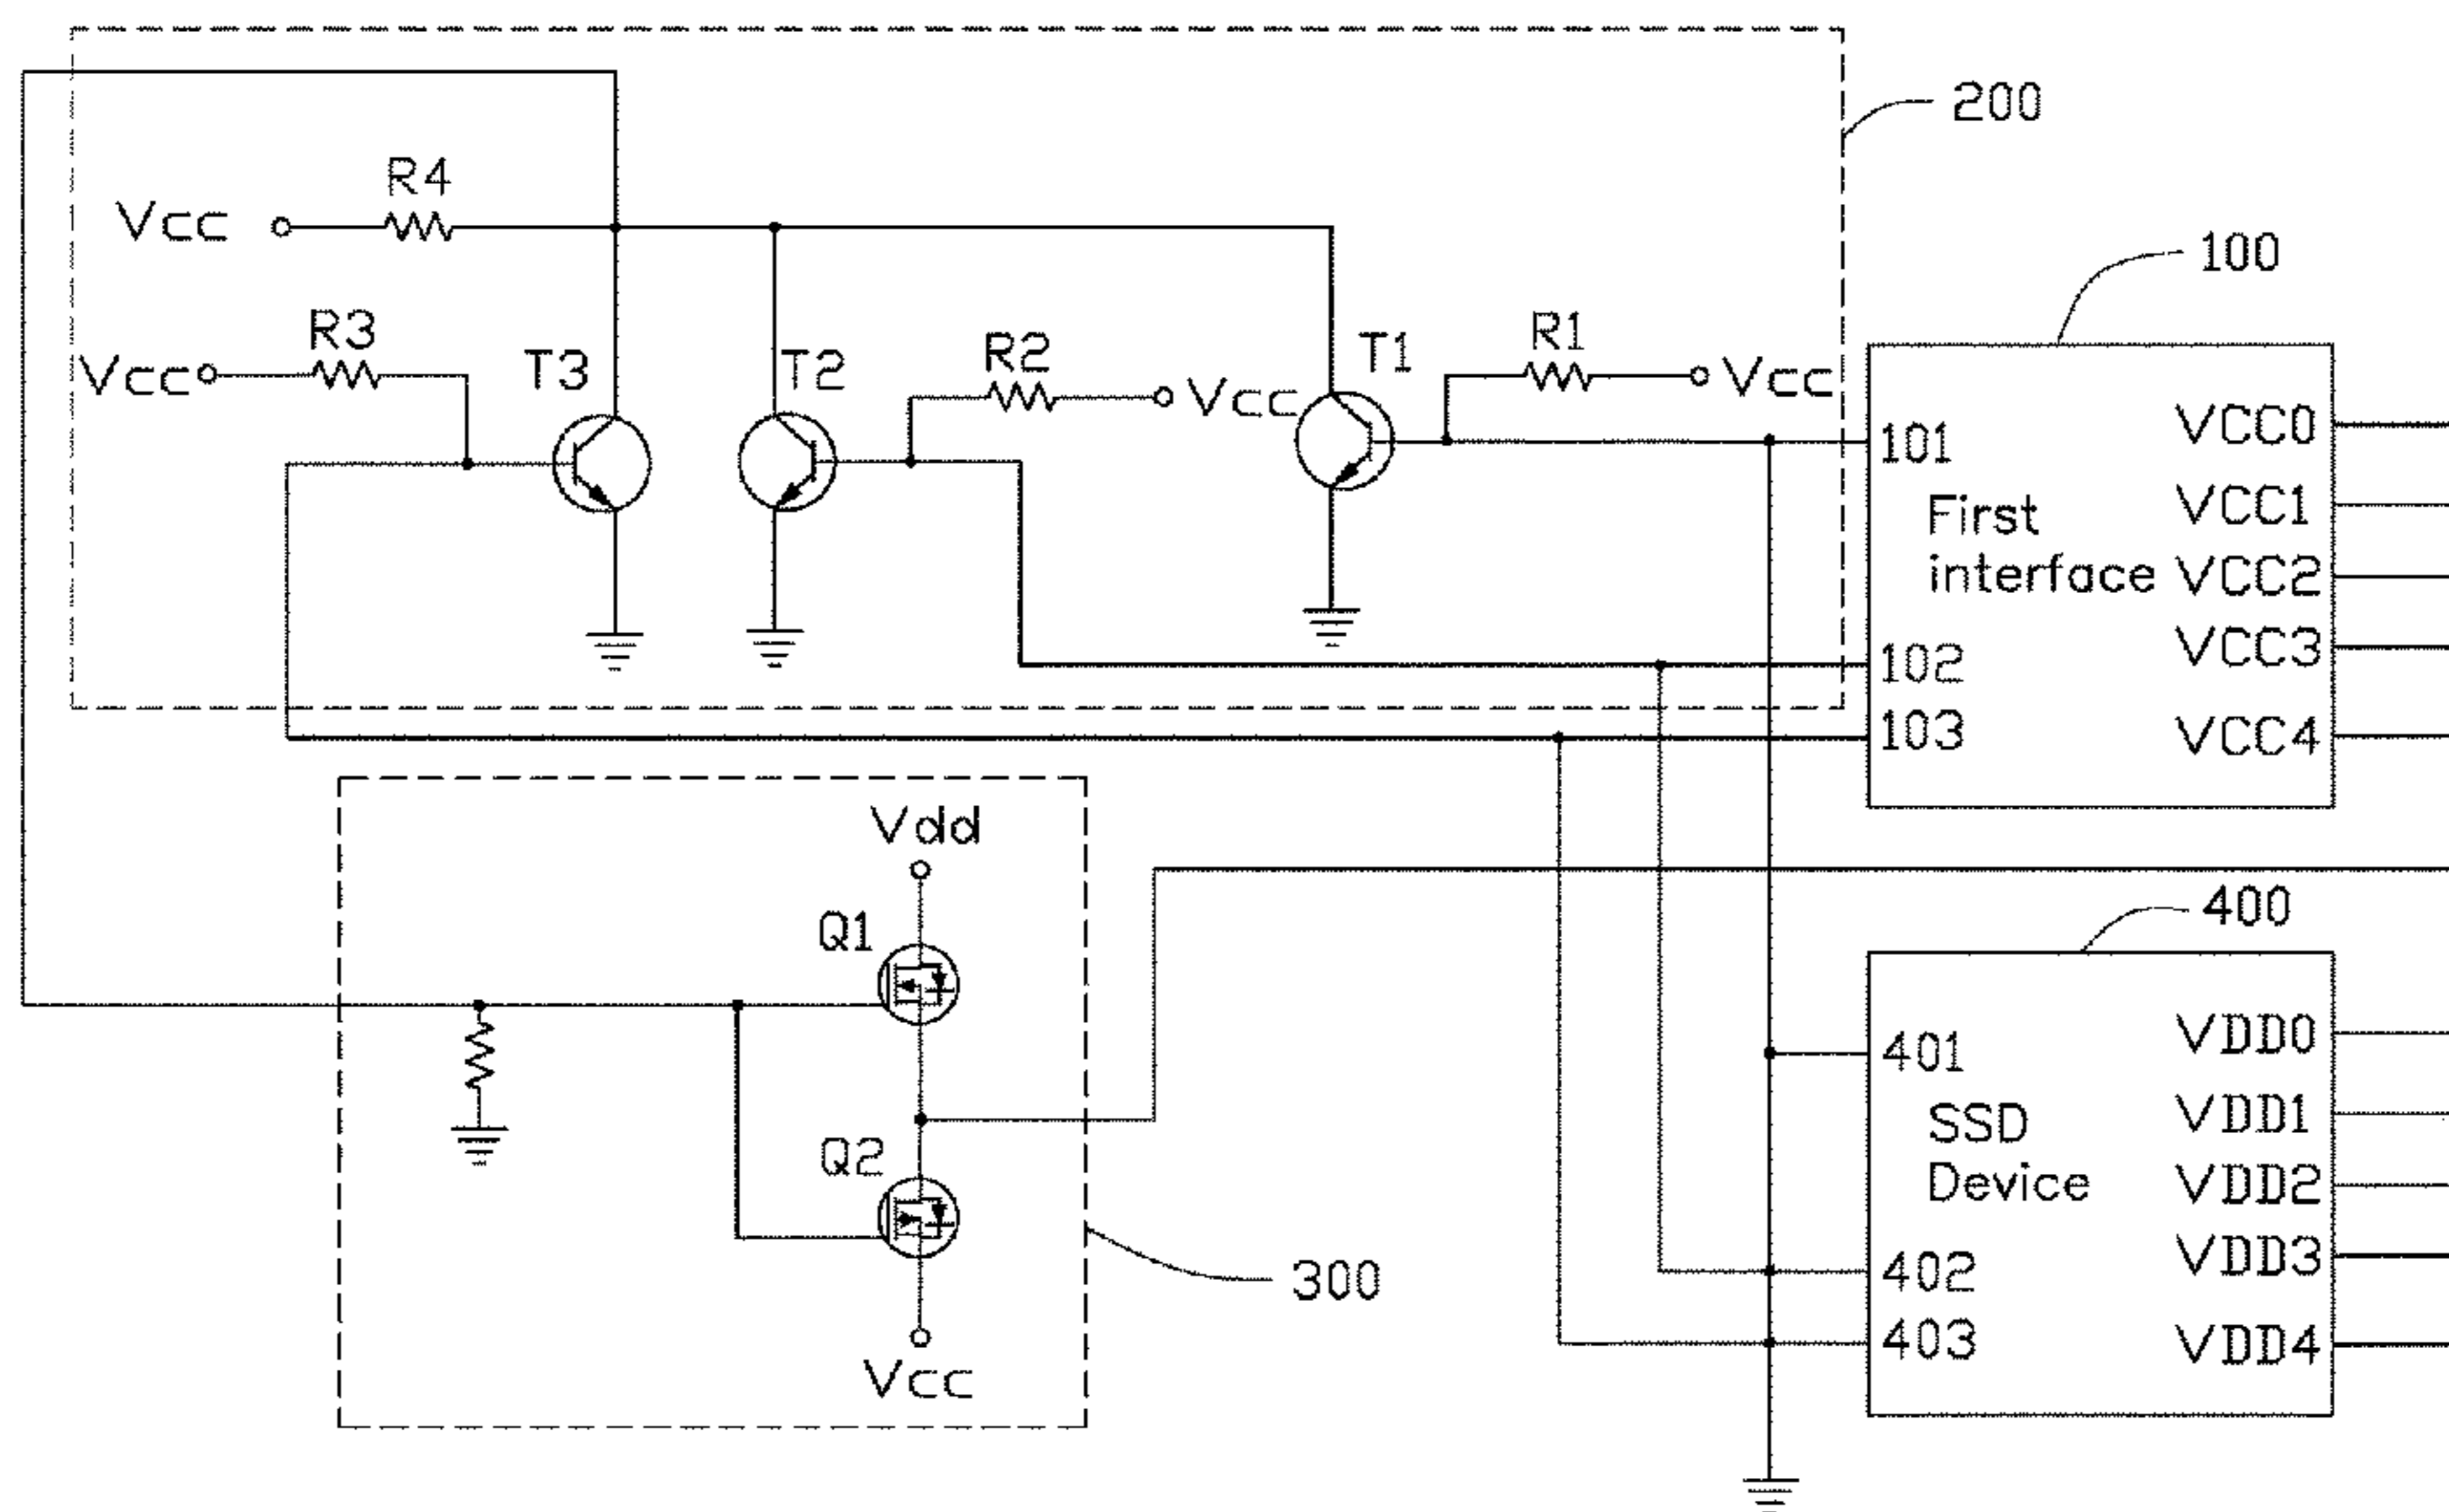 200
R4
Vcc
100
R3
Vcc
T3
T2
R2
Vcc
T1
R1
Vcc
101
First
interface
102
103
VCC0
VCC1
VCC2
VCC3
VCC4
Vdd
Q1
Q2
Vcc
300
400
401
SSD
Device
402
403
VDD0
VDD1
VDD2
VDD3
VDD4